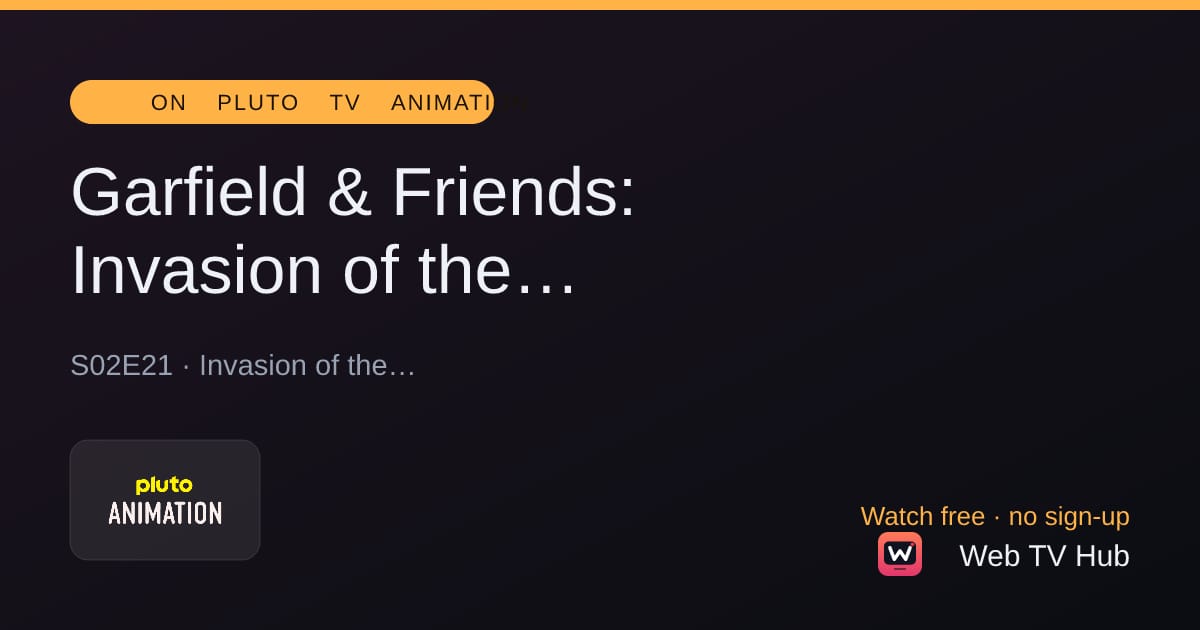 ON PLUTO TV ANIMATI
Garfield & Friends:
Invasion of the…
S02E21 · Invasion of the…
pluto
ANIMATION
Watch free · no sign-up
W
Web TV Hub